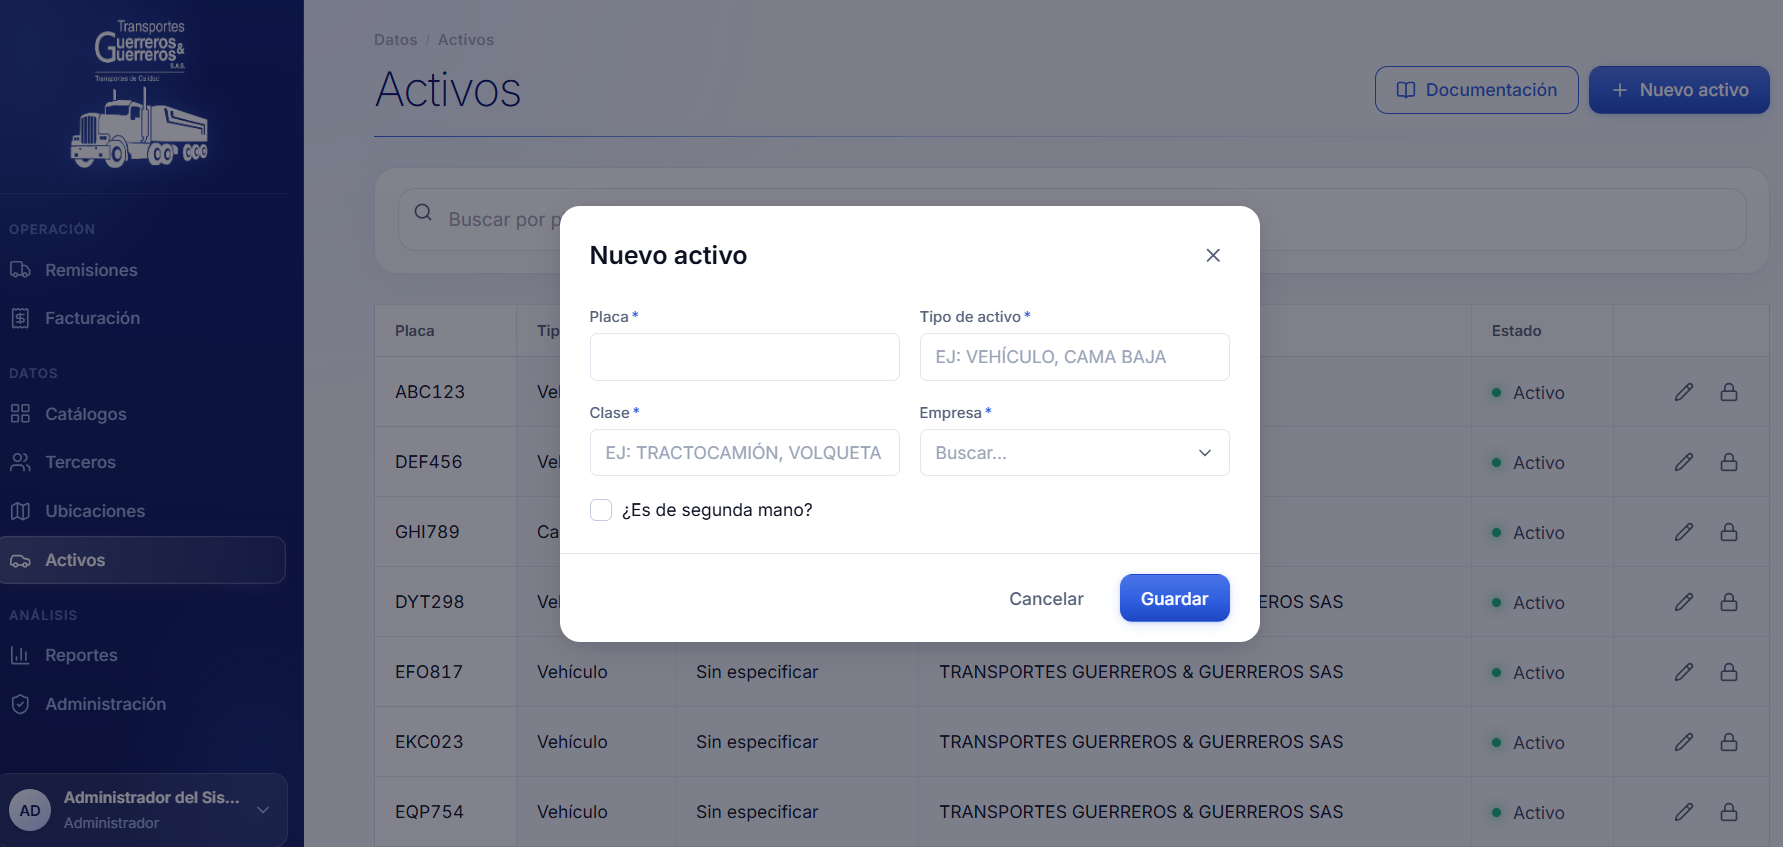 Transportes
Guerreros &
Guerreros
S.A.S.
Transportes de Calidad
OPERACIÓN
Remisiones
Facturación
DATOS
Catálogos
Terceros
Ubicaciones
Activos
ANÁLISIS
Reportes
Administración
AD
Administrador del Sis...
Administrador
Datos / Activos
Activos
Documentación
+ Nuevo activo
Buscar por
Placa
Estado
ABC123
Activo
DEF456
Activo
GHI789
Activo
DYT298
SAS
Activo
EFO817 Vehículo Sin especificar TRANSPORTES GUERREROS & GUERREROS SAS Activo
EKC023 Vehículo Sin especificar TRANSPORTES GUERREROS & GUERREROS SAS Activo
EQP754 Vehículo Sin especificar TRANSPORTES GUERREROS & GUERREROS SAS Activo
Nuevo activo
Placa *
Tipo de activo *
EJ: VEHÍCULO, CAMA BAJA
Clase *
EJ: TRACTOCAMIÓN, VOLQUETA
Empresa *
Buscar...
¿Es de segunda mano?
Cancelar
Guardar